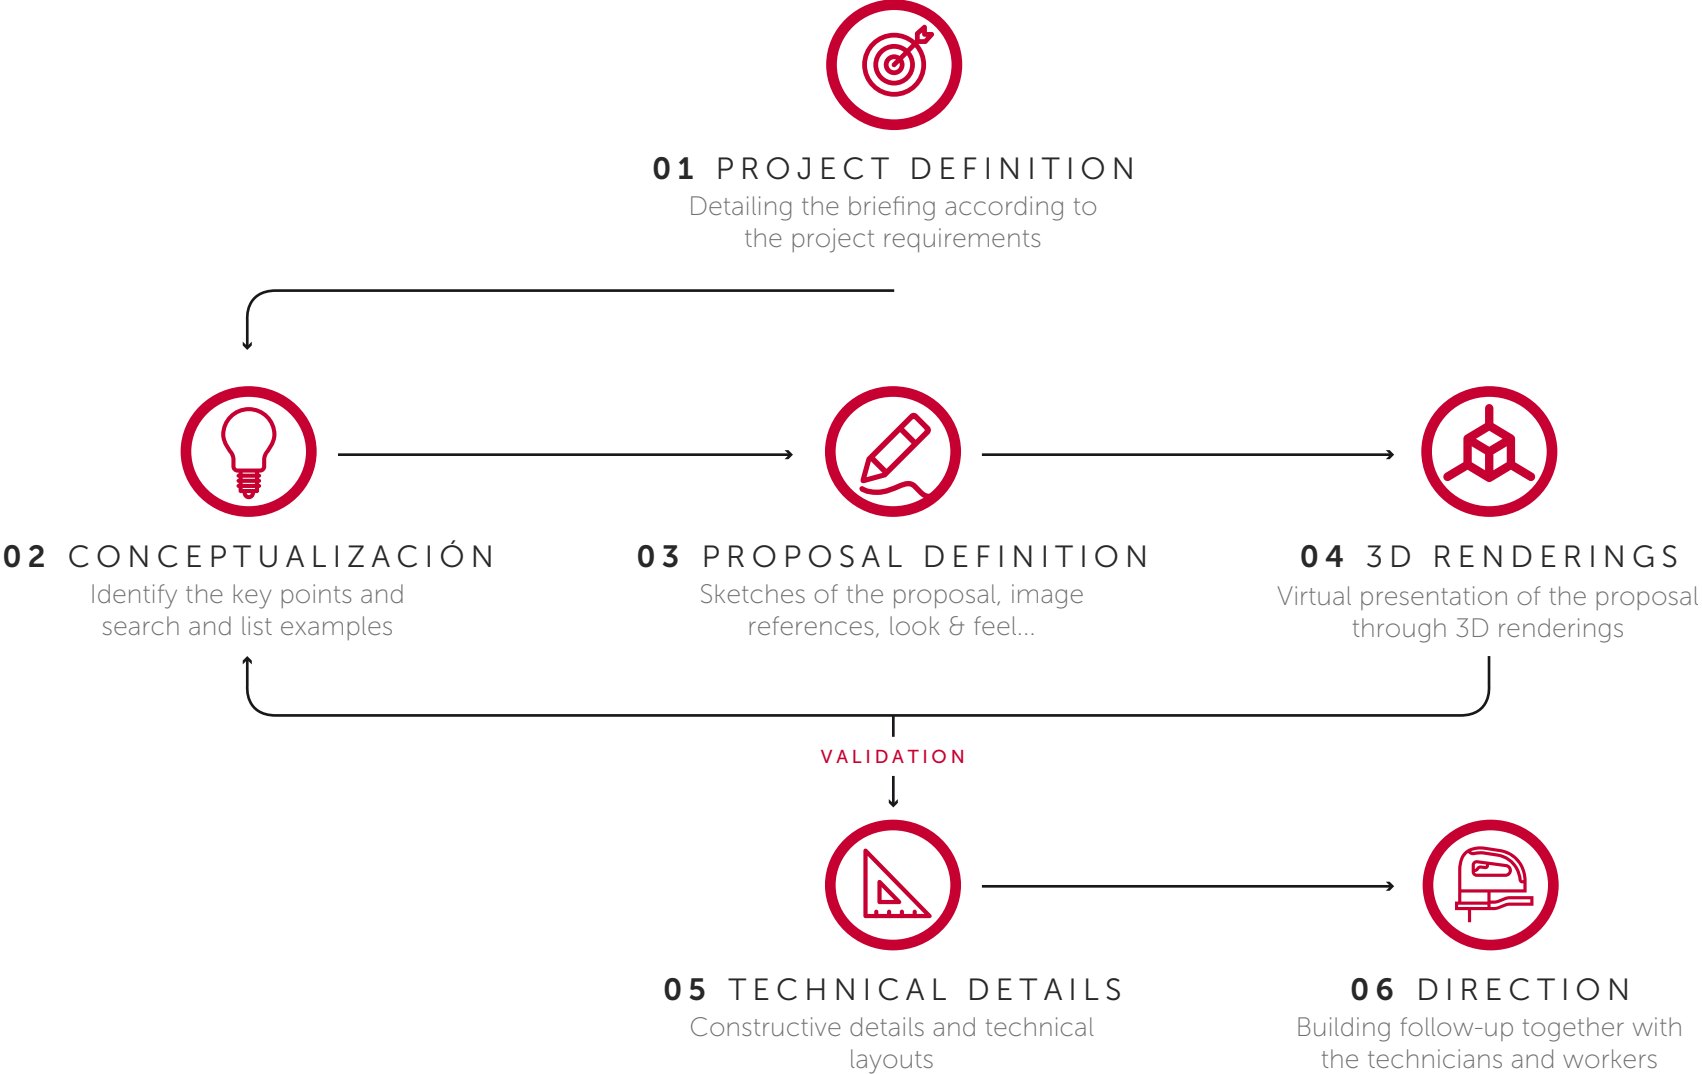 01 PROJECT DEFINITION
Detailing the briefing according to
the project requirements
02 CONCEPTUALIZACIÓN
Identify the key points and
search and list examples
03 PROPOSAL DEFINITION
Sketches of the proposal, image
references, look & feel...
04 3D RENDERINGS
Virtual presentation of the proposal
through 3D renderings
VALIDATION
05 TECHNICAL DETAILS
Constructive details and technical
layouts
06 DIRECTION
Building follow-up together with
the technicians and workers